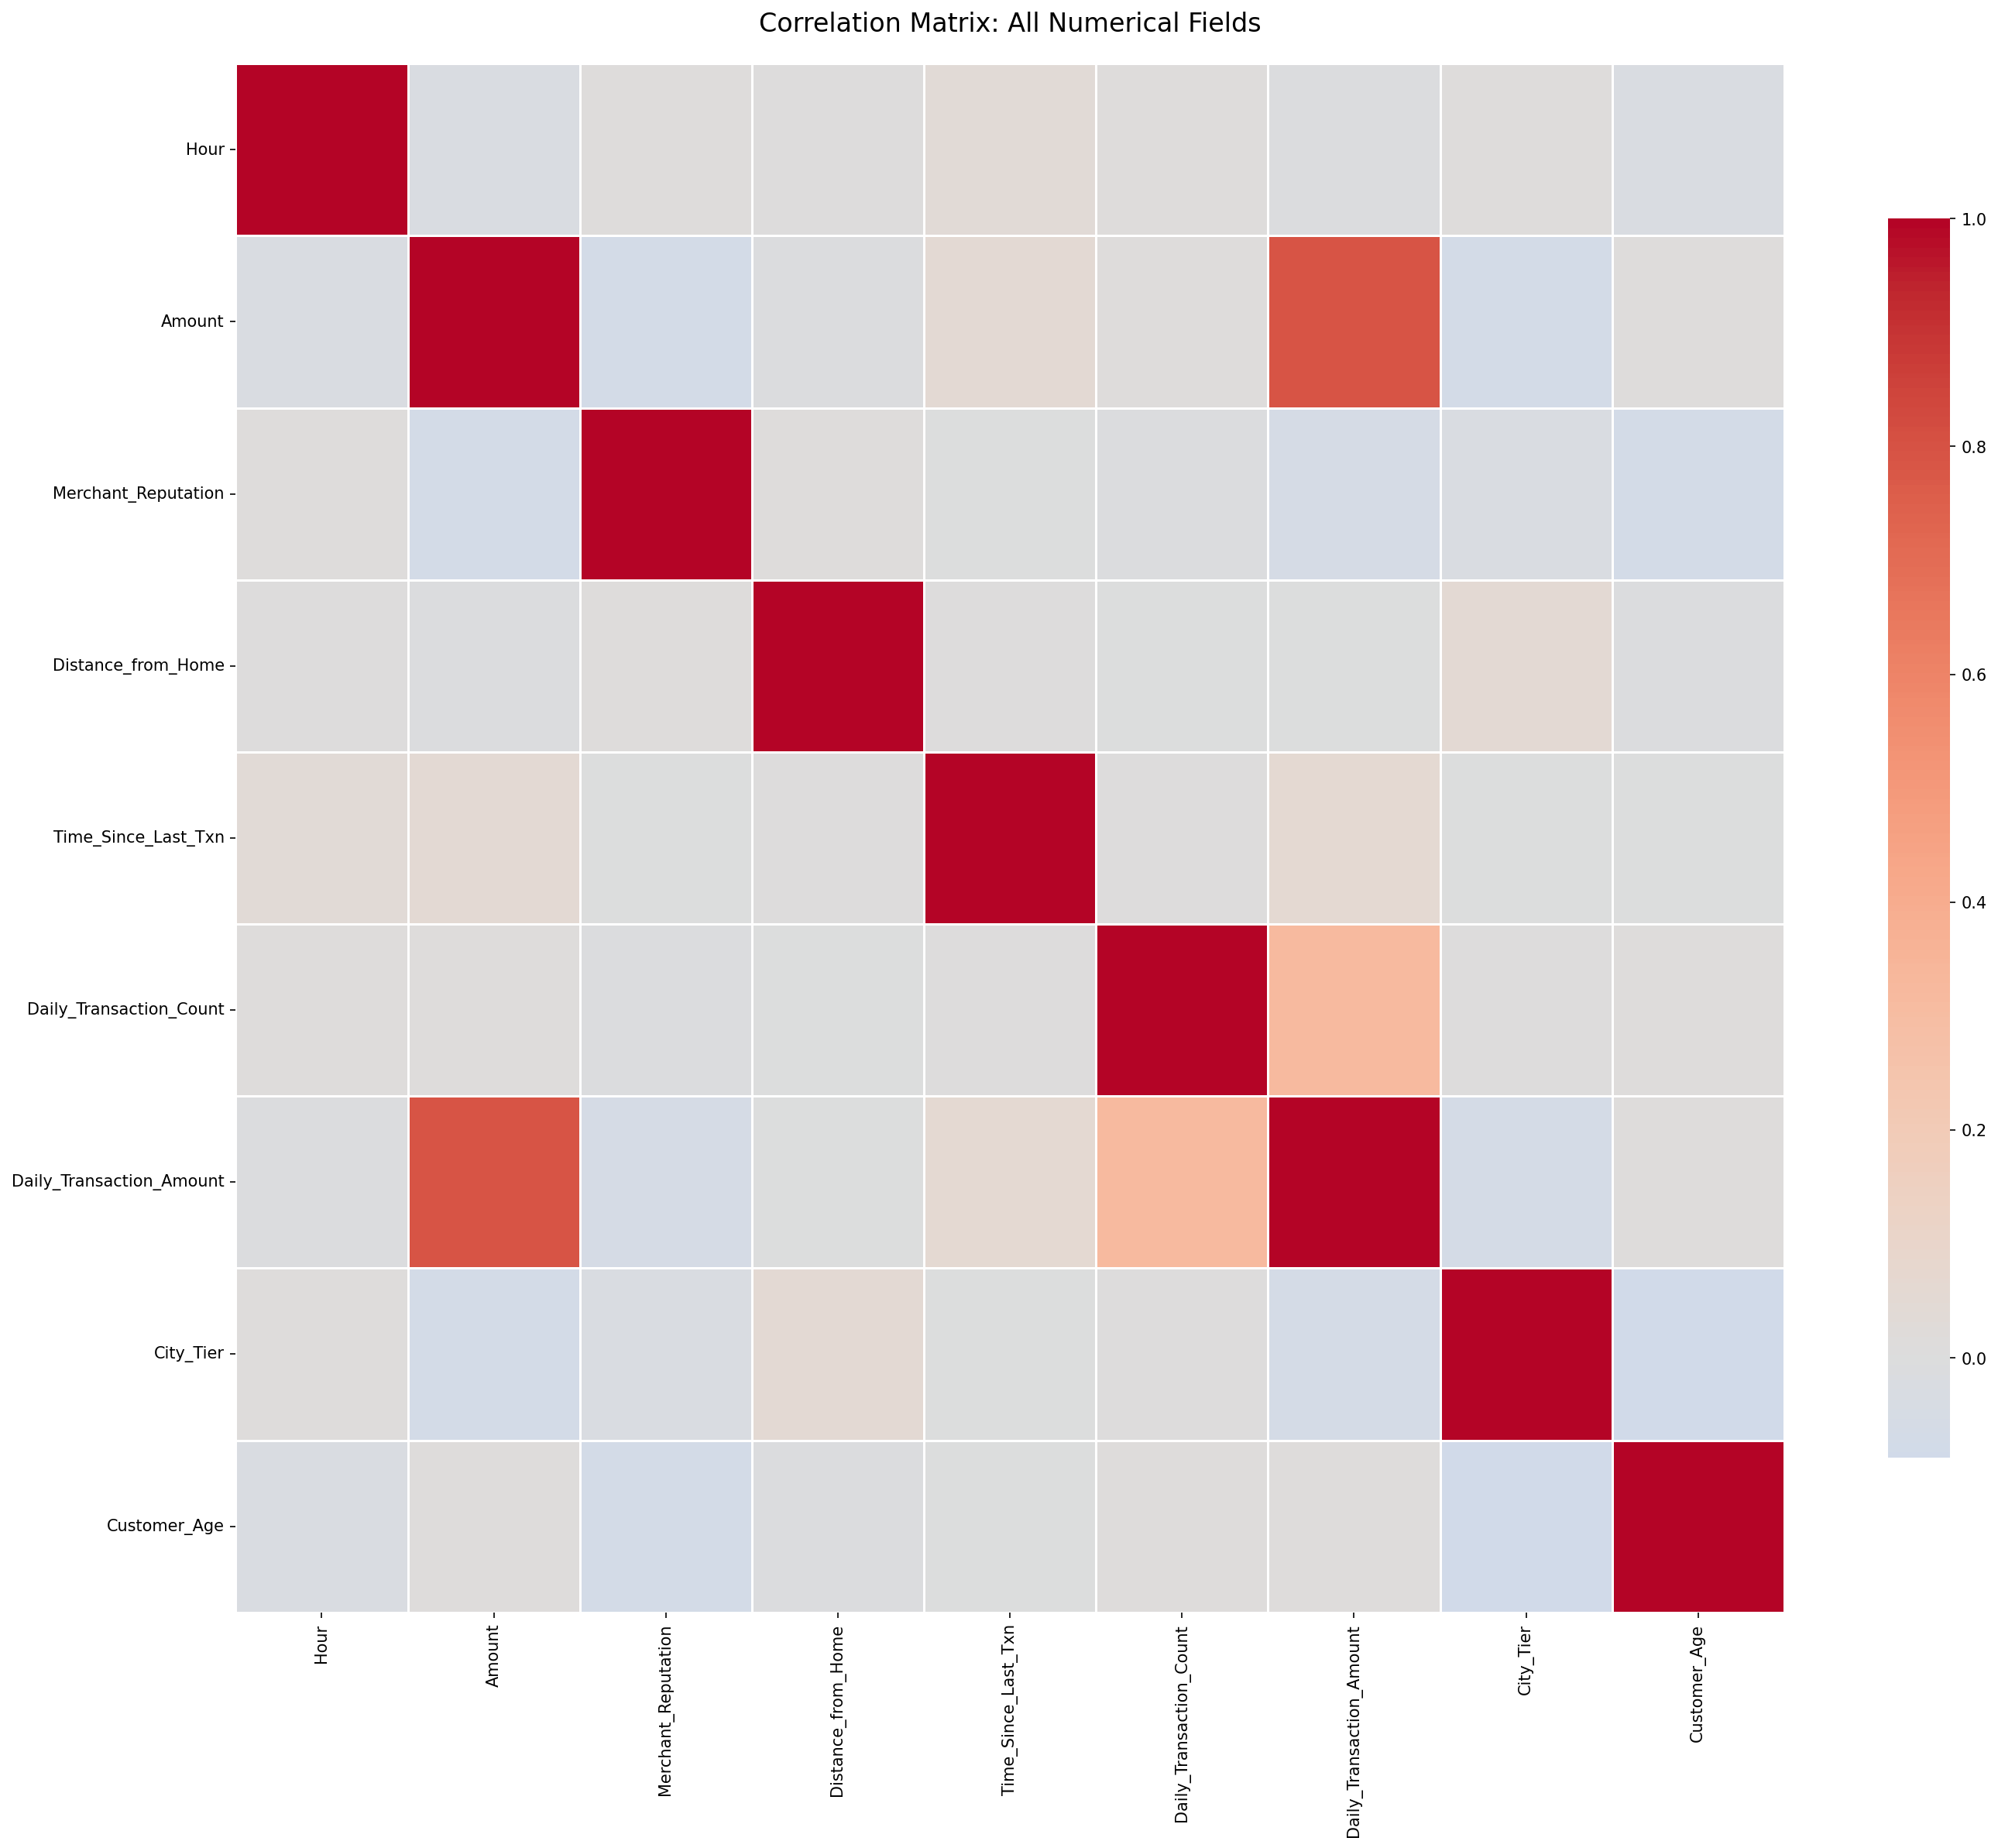 Correlation Matrix: All Numerical Fields
Hour
Amount
Merchant_Reputation
Distance_from_Home
Time_Since_Last_Txn
Daily_Transaction_Count
Daily_Transaction_Amount
City_Tier
Customer_Age
Hour
Amount
Merchant_Reputation
Distance_from_Home
Time_Since_Last_Txn
Daily_Transaction_Count
Daily_Transaction_Amount
City_Tier
Customer_Age
1.0
0.8
0.6
0.4
0.2
0.0